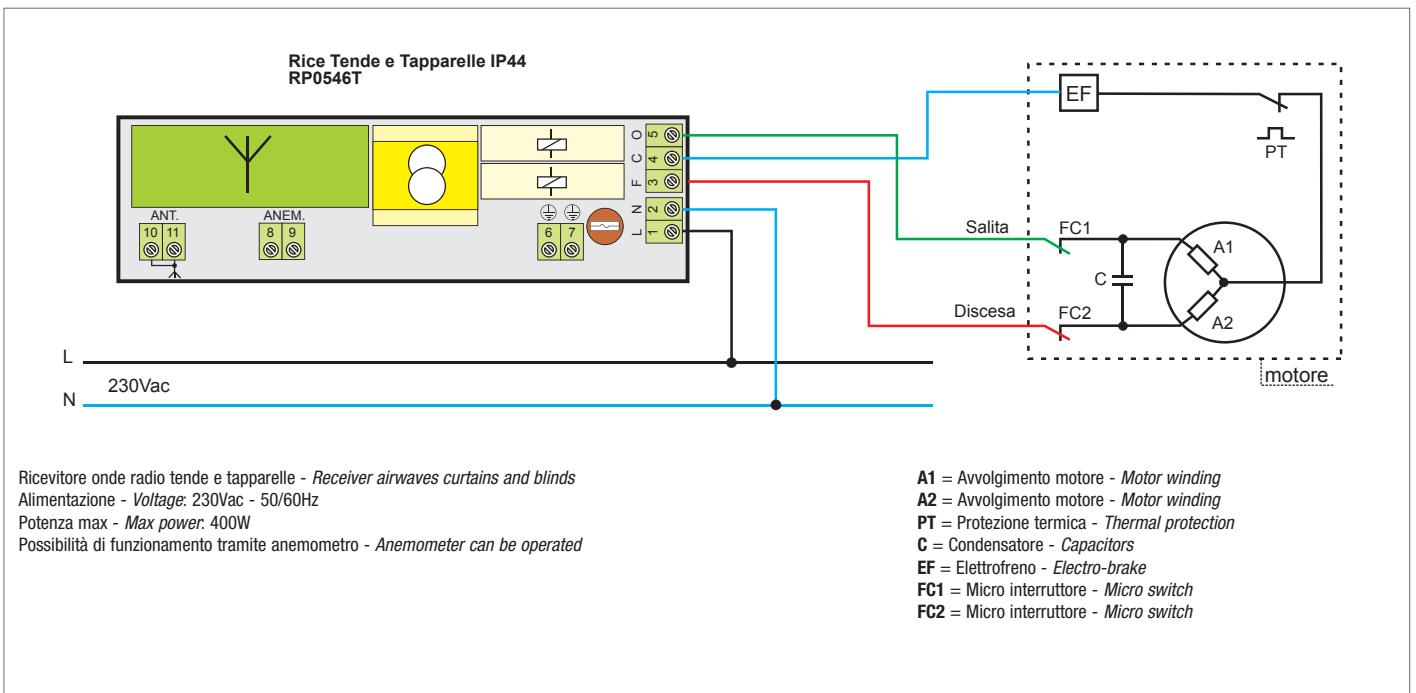 Rice Tende e Tapparelle IP44
RP0546T
ANT.
10 11
ANEM.
8 9
6 7
O 5
C 4
F 3
N 2
L 1
EF
PT
Salita
FC1
A1
C
Discesa
FC2
A2
motore
L
230Vac
N
Ricevitore onde radio tende e tapparelle - Receiver airwaves curtains and blinds
Alimentazione - Voltage: 230Vac - 50/60Hz
Potenza max - Max power: 400W
Possibilità di funzionamento tramite anemometro - Anemometer can be operated
A1 = Avvolgimento motore - Motor winding
A2 = Avvolgimento motore - Motor winding
PT = Protezione termica - Thermal protection
C = Condensatore - Capacitors
EF = Elettrofreno - Electro-brake
FC1 = Micro interruttore - Micro switch
FC2 = Micro interruttore - Micro switch